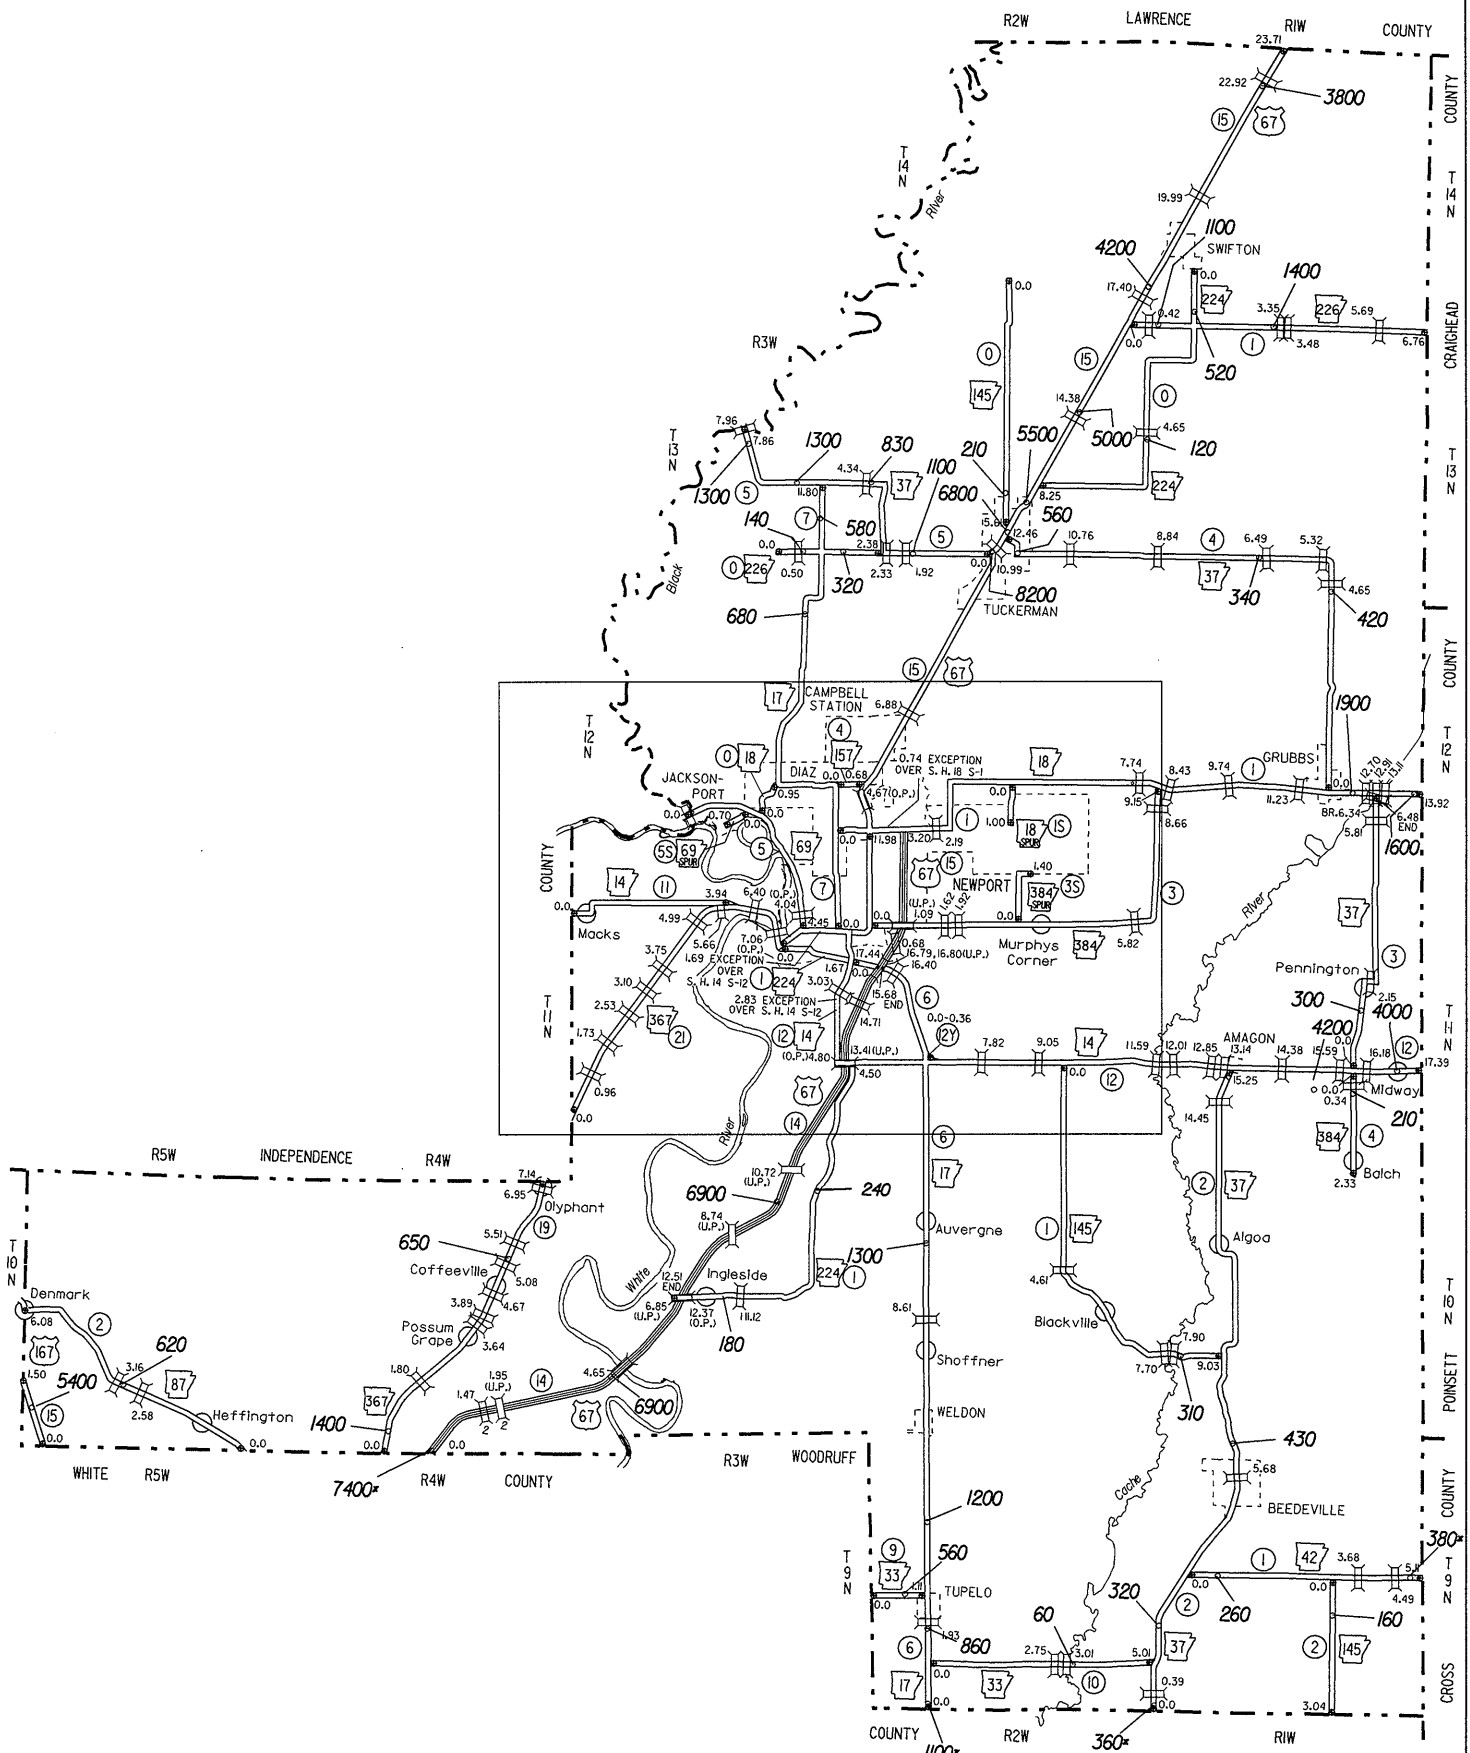 R2W
LAWRENCE
R1W
COUNTY
23.71
22.92
3800
15
67
COUNTY
T
14
N
T
14
N
River
19.99
1100
SWIFTON
4200
0.0
17.40
0.42
224
3.35
1400
226
5.69
0.0
3.48
6.76
1
520
CRAIGHEAD
R3W
0
145
0.0
15
14.38
5000
0
4.65
120
224
T
13
N
7.96
7.86
1300
1300
5
4.34
830
37
1100
210
5500
8.25
11.80
7
580
6800
15.6
12.46
560
T
13
N
140
0.0
0.50
0
226
320
2.38
2.33
1.92
5
0.0
10.99
10.76
8.84
4
6.49
5.32
37
340
4.65
420
Black
680
8200
TUCKERMAN
15
67
17
CAMPBELL
STATION
6.88
COUNTY
T
12
N
1900
T
12
N
0
18
4
157
DIAZ
0.0
0.68
0.74 EXCEPTION
OVER S.H.18 S-1
18
7.74
8.43
9.74
1
GRUBBS
0.0
12.70
12.91
13.11
JACKSON-
PORT
0.95
4.67(O.P.)
0.0
9.15
8.66
11.23
BR.6.34
5.81
6.48
END
13.92
1600
0.0
0.70
0.0
1.00
18
SPUR
1S
5S
69
SPUR
5
69
0.0
11.98
1
3.20
2.19
15
67
NEWPORT
1.40
384
SPUR
3S
3
COUNTY
14
11
3.94
6.40
(O.P.)
4.04
7
(U.P.)
1.09
1.62
1.92
0.0
River
37
0.0
Macks
4.99
5.66
7.06
(O.P.)
4.45
0.0
0.68
Murphys
Corner
384
5.82
3.75
1.69 EXCEPTION
OVER
S.H.14 S-12
0.0
1
224
1.67
17.44
0.0
16.79,16.80(U.P.)
16.40
15.68
END
Pennington
3
2.15
3.10
2.53
3.03
2.83 EXCEPTION
OVER S.H.14 S-12
14.71
6
300
4000
T
11
N
1.73
367
21
12
14
(O.P.)4.80
13.41(U.P.)
4.50
0.0-0.36
12Y
7.82
9.05
14
11.59
12.01
12.85
AMAGON
13.14
14.38
15.59
4200
0.0
16.18
12
17.39
T
11
N
0.96
0.0
67
14
0.0
12
15.25
14.45
0.0
0.34
Midway
210
River
384
4
Balch
2.33
R5W
INDEPENDENCE
R4W
7.14
6.95
Olyphant
10.72
(U.P.)
6900
240
6
17
1
145
2
37
5.51
19
650
Coffeeville
5.08
8.74
(U.P.)
Auvergne
1300
Algoa
T
10
N
Denmark
6.08
2
4.67
3.89
Possum
Grape
3.64
White
12.51
END
Ingleside
6.85
(U.P.)
12.37
(O.P.)
11.12
180
224
1
8.61
4.61
Blackville
T
10
N
167
1.50
5400
620
3.16
87
2.58
Heffington
1.80
4.65
Shoffner
7.90
7.70
9.03
310
15
0.0
0.0
367
1400
0.0
1.95
(U.P.)
1.47
2
2
14
67
6900
0.0
WELDON
430
POINSETT
WHITE
R5W
7400*
R4W
COUNTY
R3W
WOODRUFF
Cache
5.68
BEEDEVILLE
COUNTY
1200
T
9
N
9
33
560
1.11
0.0
TUPELO
1
42
3.68
5.11
380*
0.0
0.0
4.49
T
9
N
320
2
260
160
1.93
860
60
2.75
3.01
5.01
37
2
145
6
17
0.0
33
10
0.39
0.0
0.0
3.04
CROSS
COUNTY
1100*
R2W
360*
R1W